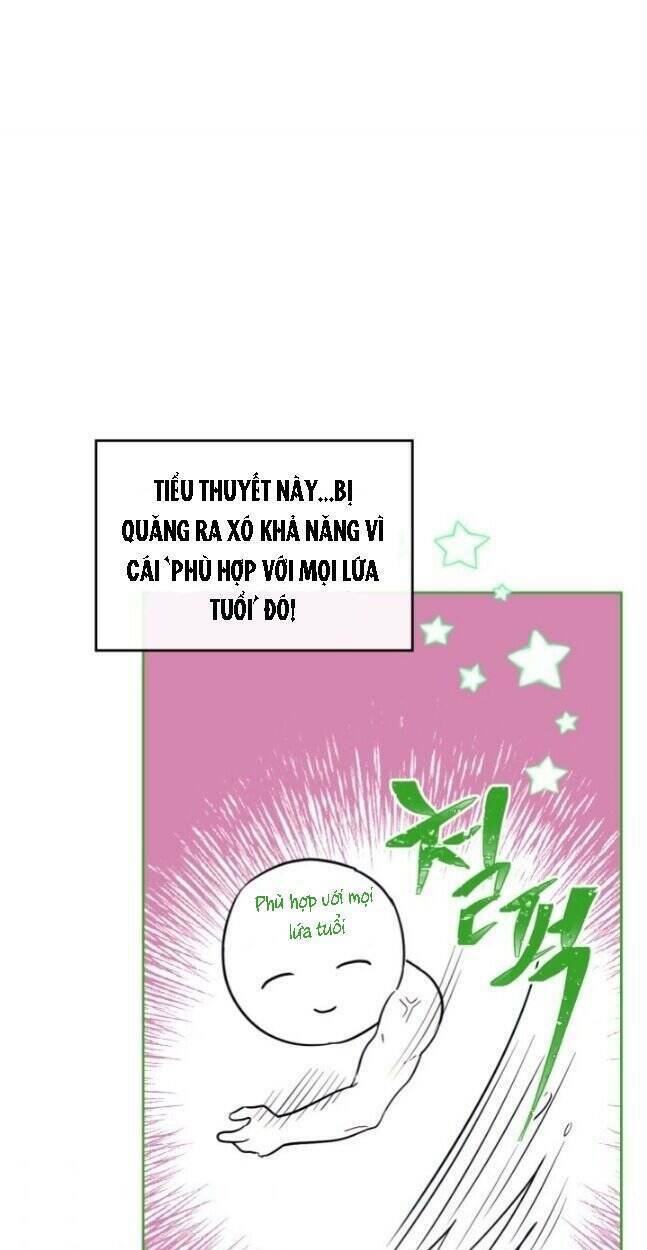 TIỂU THUYẾT NÀY...BỊ
QUĂNG RA XÓ KHẢ NĂNG VÌ
CÁI 'PHÙ HỢP VỚI MỌI LỨA
TUỔI' ĐÓ!
Phù hợp với mọi
lứa tuổi
철퍽